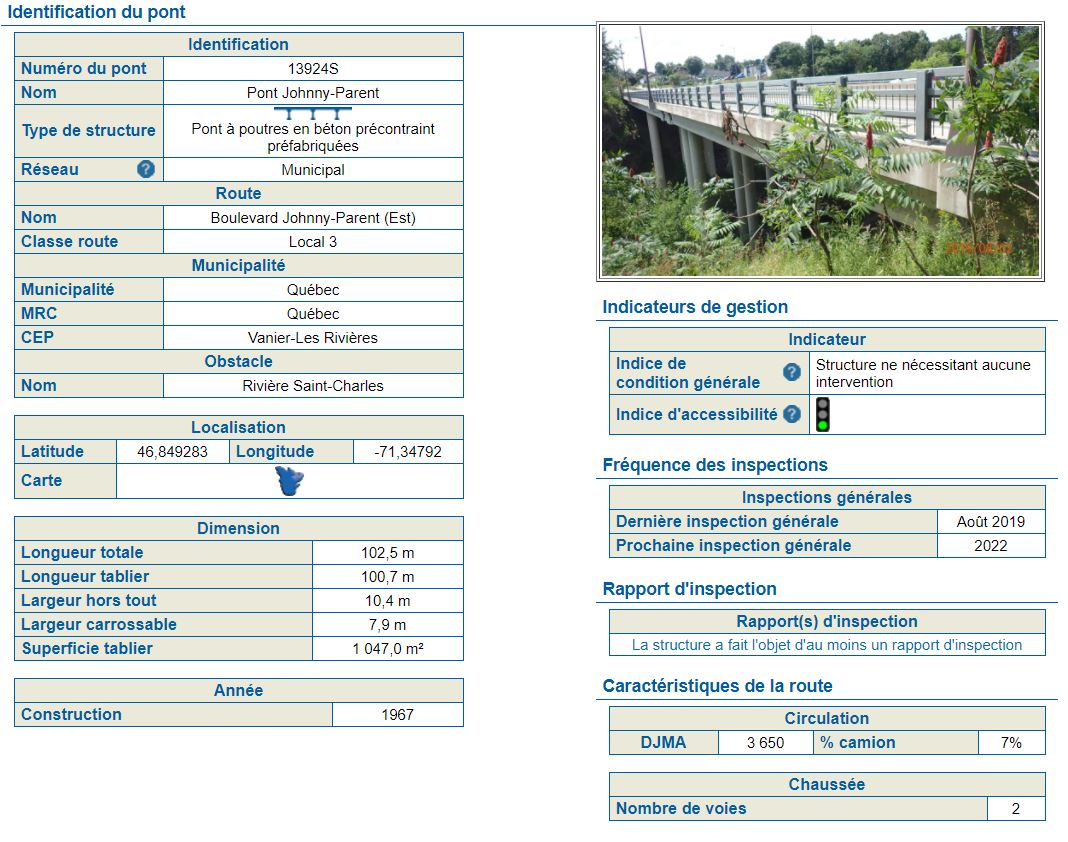 Identification du pont
Identification
Numéro du pont 13924S
Nom Pont Johnny-Parent
Type de structure Pont à poutres en béton précontraint
préfabriquées
Réseau ? Municipal
Route
Nom Boulevard Johnny-Parent (Est)
Classe route Local 3
Municipalité
Municipalité Québec
MRC Québec
CEP Vanier-Les Rivières
Obstacle
Nom Rivière Saint-Charles
Localisation
Latitude 46,849283 Longitude -71,34792
Carte
Dimension
Longueur totale 102,5 m
Longueur tablier 100,7 m
Largeur hors tout 10,4 m
Largeur carrossable 7,9 m
Superficie tablier 1 047,0 m²
Année
Construction 1967
Indicateurs de gestion
Indicateur
Indice de
condition générale ? Structure ne nécessitant aucune
intervention
Indice d'accessibilité ?
Fréquence des inspections
Inspections générales
Dernière inspection générale Août 2019
Prochaine inspection générale 2022
Rapport d'inspection
Rapport(s) d'inspection
La structure a fait l'objet d'au moins un rapport d'inspection
Caractéristiques de la route
Circulation
DJMA 3 650 % camion 7%
Chaussée
Nombre de voies 2